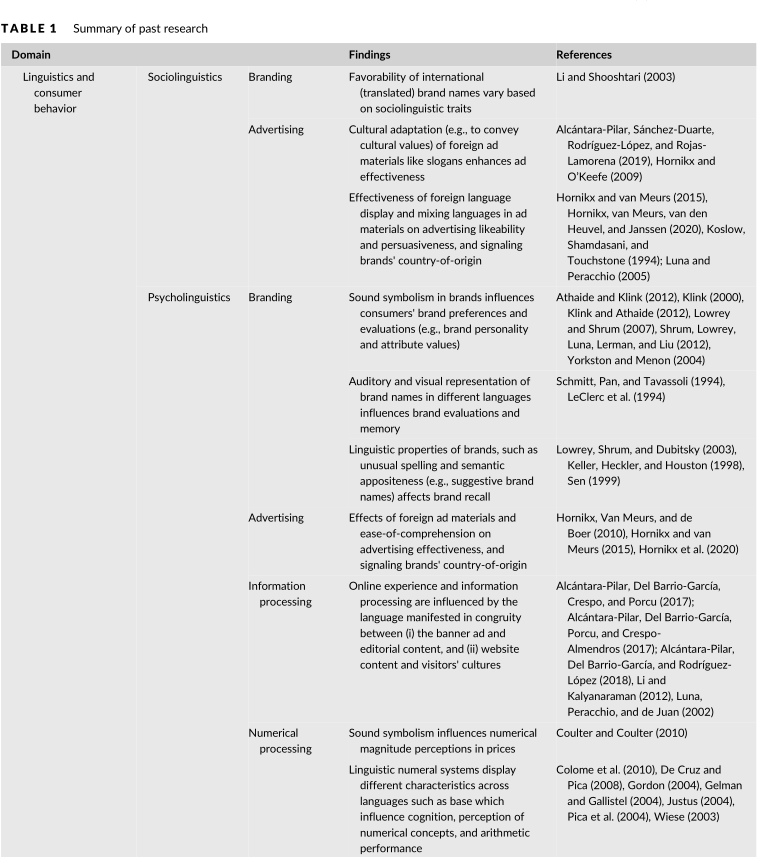 TABLE 1 Summary of past research
Domain Findings References
Linguistics and consumer behavior
Sociolinguistics
Branding
Favorability of international
(translated) brand names vary based
on sociolinguistic traits
Li and Shooshtari (2003)
Advertising
Cultural adaptation (e.g., to convey
cultural values) of foreign ad
materials like slogans enhances ad
effectiveness
Alcántara-Pilar, Sánchez-Duarte,
Rodríguez-López, and Rojas-
Lamorena (2019), Hornikx and
O'Keefe (2009)
Effectiveness of foreign language
display and mixing languages in ad
materials on advertising likeability
and persuasiveness, and signaling
brands' country-of-origin
Hornikx and van Meurs (2015),
Hornikx, van Meurs, van den
Heuvel, and Janssen (2020), Koslow,
Shamdasani, and
Touchstone (1994); Luna and
Peracchio (2005)
Psycholinguistics
Branding
Sound symbolism in brands influences
consumers' brand preferences and
evaluations (e.g., brand personality
and attribute values)
Athaide and Klink (2012), Klink (2000),
Klink and Athaide (2012), Lowrey
and Shrum (2007), Shrum, Lowrey,
Luna, Lerman, and Liu (2012),
Yorkston and Menon (2004)
Auditory and visual representation of
brand names in different languages
influences brand evaluations and
memory
Schmitt, Pan, and Tavassoli (1994),
LeClerc et al. (1994)
Linguistic properties of brands, such as
unusual spelling and semantic
appositeness (e.g., suggestive brand
names) affects brand recall
Lowrey, Shrum, and Dubitsky (2003),
Keller, Heckler, and Houston (1998),
Sen (1999)
Advertising
Effects of foreign ad materials and
ease-of-comprehension on
advertising effectiveness, and
signaling brands' country-of-origin
Hornikx, Van Meurs, and de
Boer (2010), Hornikx and van
Meurs (2015), Hornikx et al. (2020)
Information
processing
Online experience and information
processing are influenced by the
language manifested in congruity
between (i) the banner ad and
editorial content, and (ii) website
content and visitors' cultures
Alcántara-Pilar, Del Barrio-García,
Crespo, and Porcu (2017);
Alcántara-Pilar, Del Barrio-García,
Porcu, and Crespo-
Almendros (2017); Alcántara-Pilar,
Del Barrio-García, and Rodríguez-
López (2018), Li and
Kalyanaraman (2012), Luna,
Peracchio, and de Juan (2002)
Numerical
processing
Sound symbolism influences numerical
magnitude perceptions in prices
Coulter and Coulter (2010)
Linguistic numeral systems display
different characteristics across
languages such as base which
influence cognition, perception of
numerical concepts, and arithmetic
performance
Colome et al. (2010), De Cruz and
Pica (2008), Gordon (2004), Gelman
and Gallistel (2004), Justus (2004),
Pica et al. (2004), Wiese (2003)